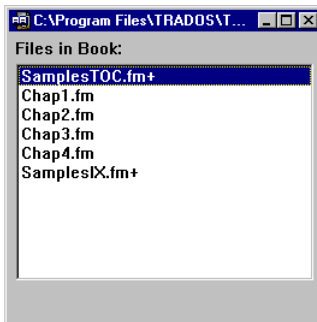 C:\Program Files\TRADOS\T...
Files in Book:
SamplesTOC.fm+
Chap1.fm
Chap2.fm
Chap3.fm
Chap4.fm
SamplesIX.fm+